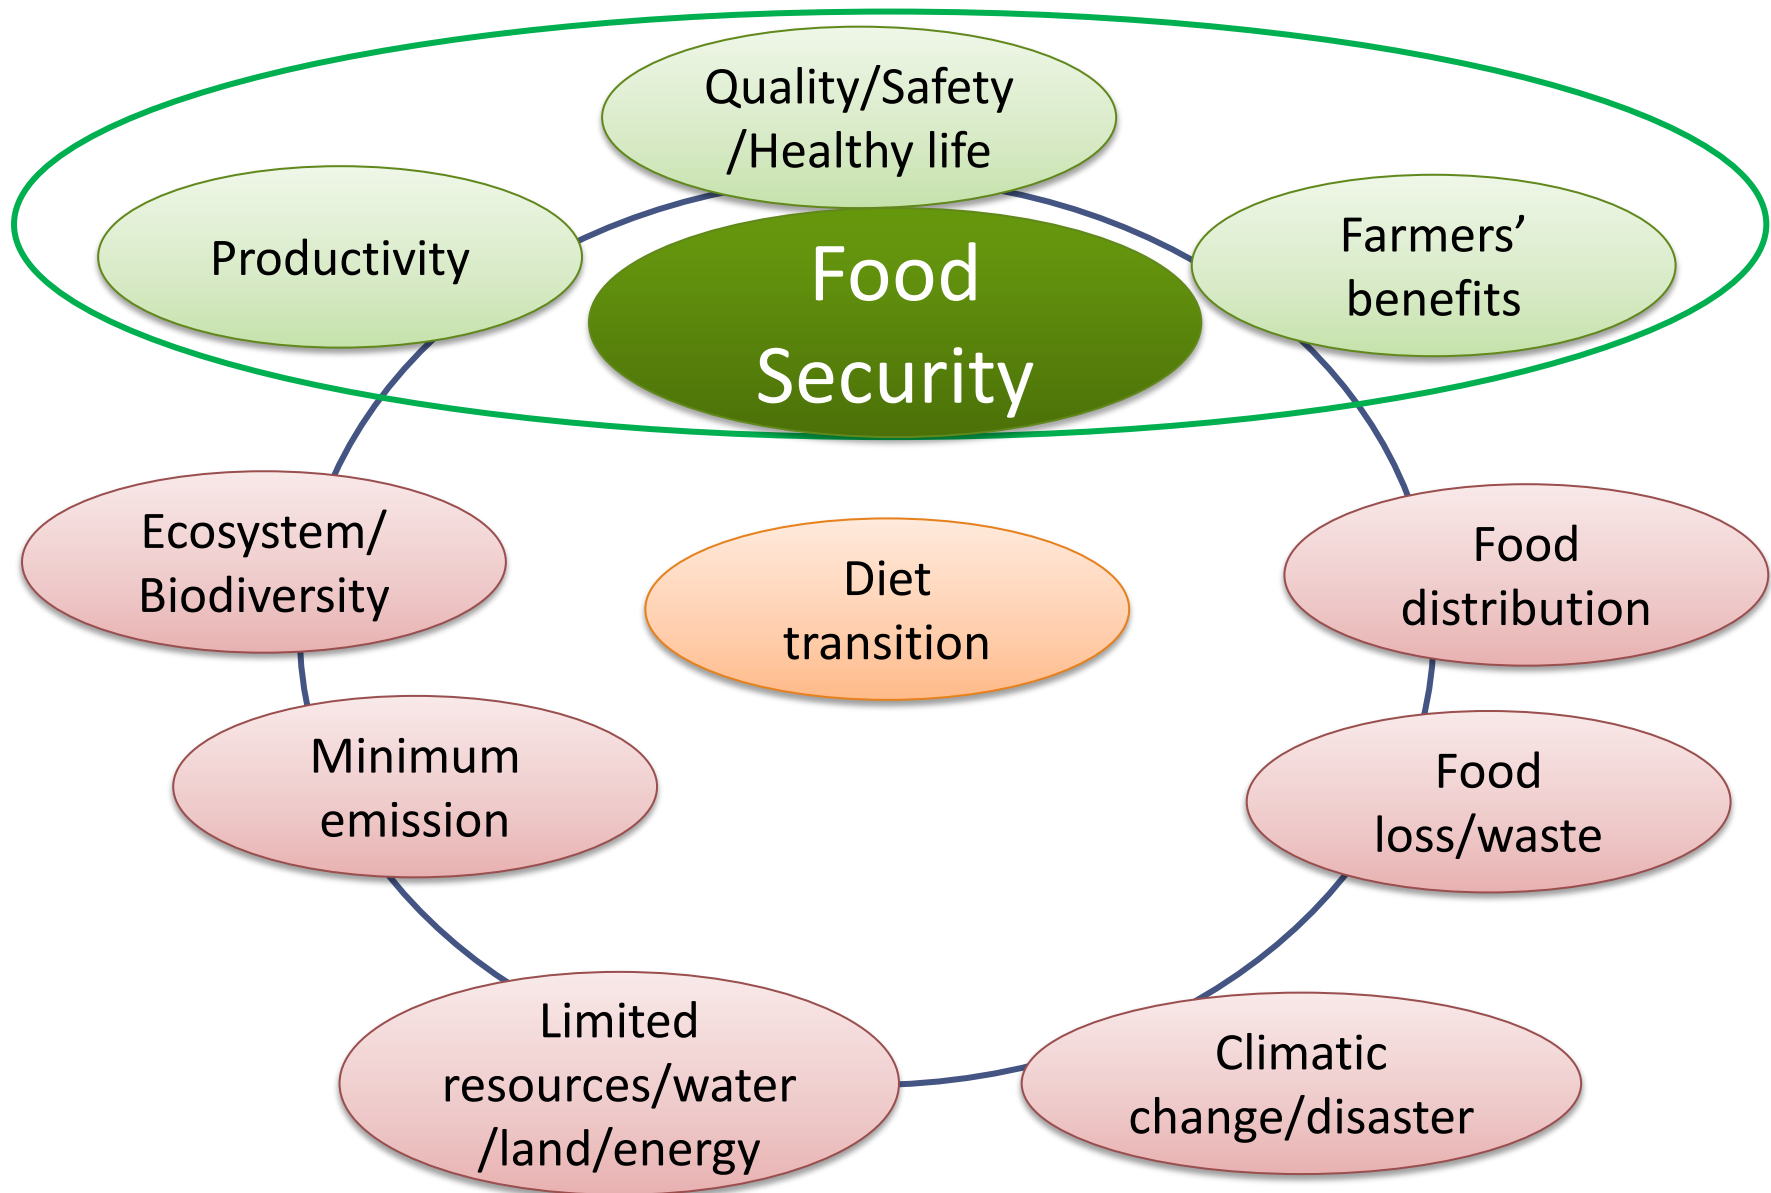 Quality/Safety
/Healthy life
Productivity
Farmers’
benefits
Food
Security
Ecosystem/
Biodiversity
Diet
transition
Food
distribution
Minimum
emission
Food
loss/waste
Limited
resources/water
/land/energy
Climatic
change/disaster